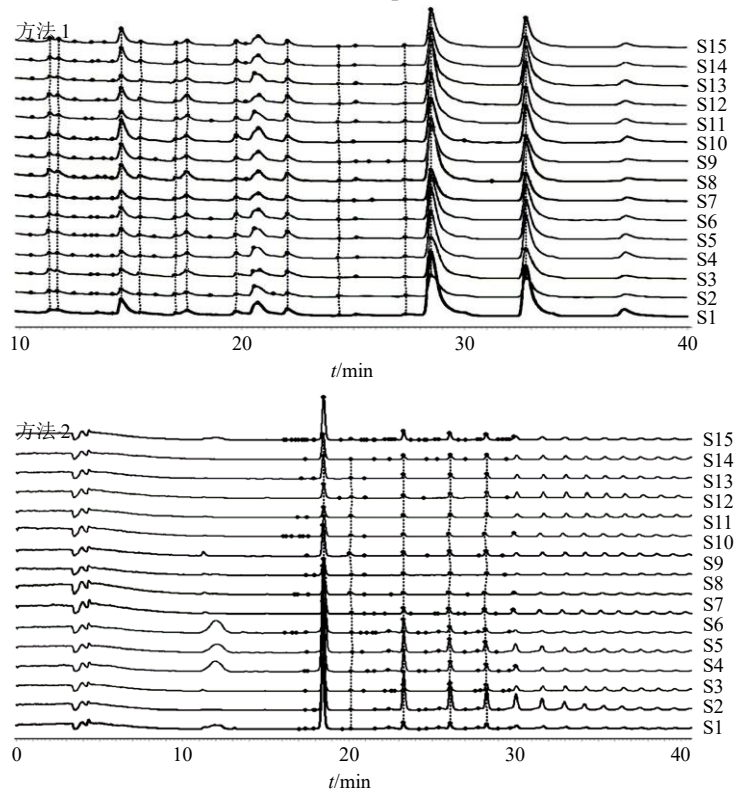 方法 1
S15
S14
S13
S12
S11
S10
S9
S8
S7
S6
S5
S4
S3
S2
S1
10 20 30 40
t/min
方法 2
S15
S14
S13
S12
S11
S10
S9
S8
S7
S6
S5
S4
S3
S2
S1
0 10 20 30 40
t/min